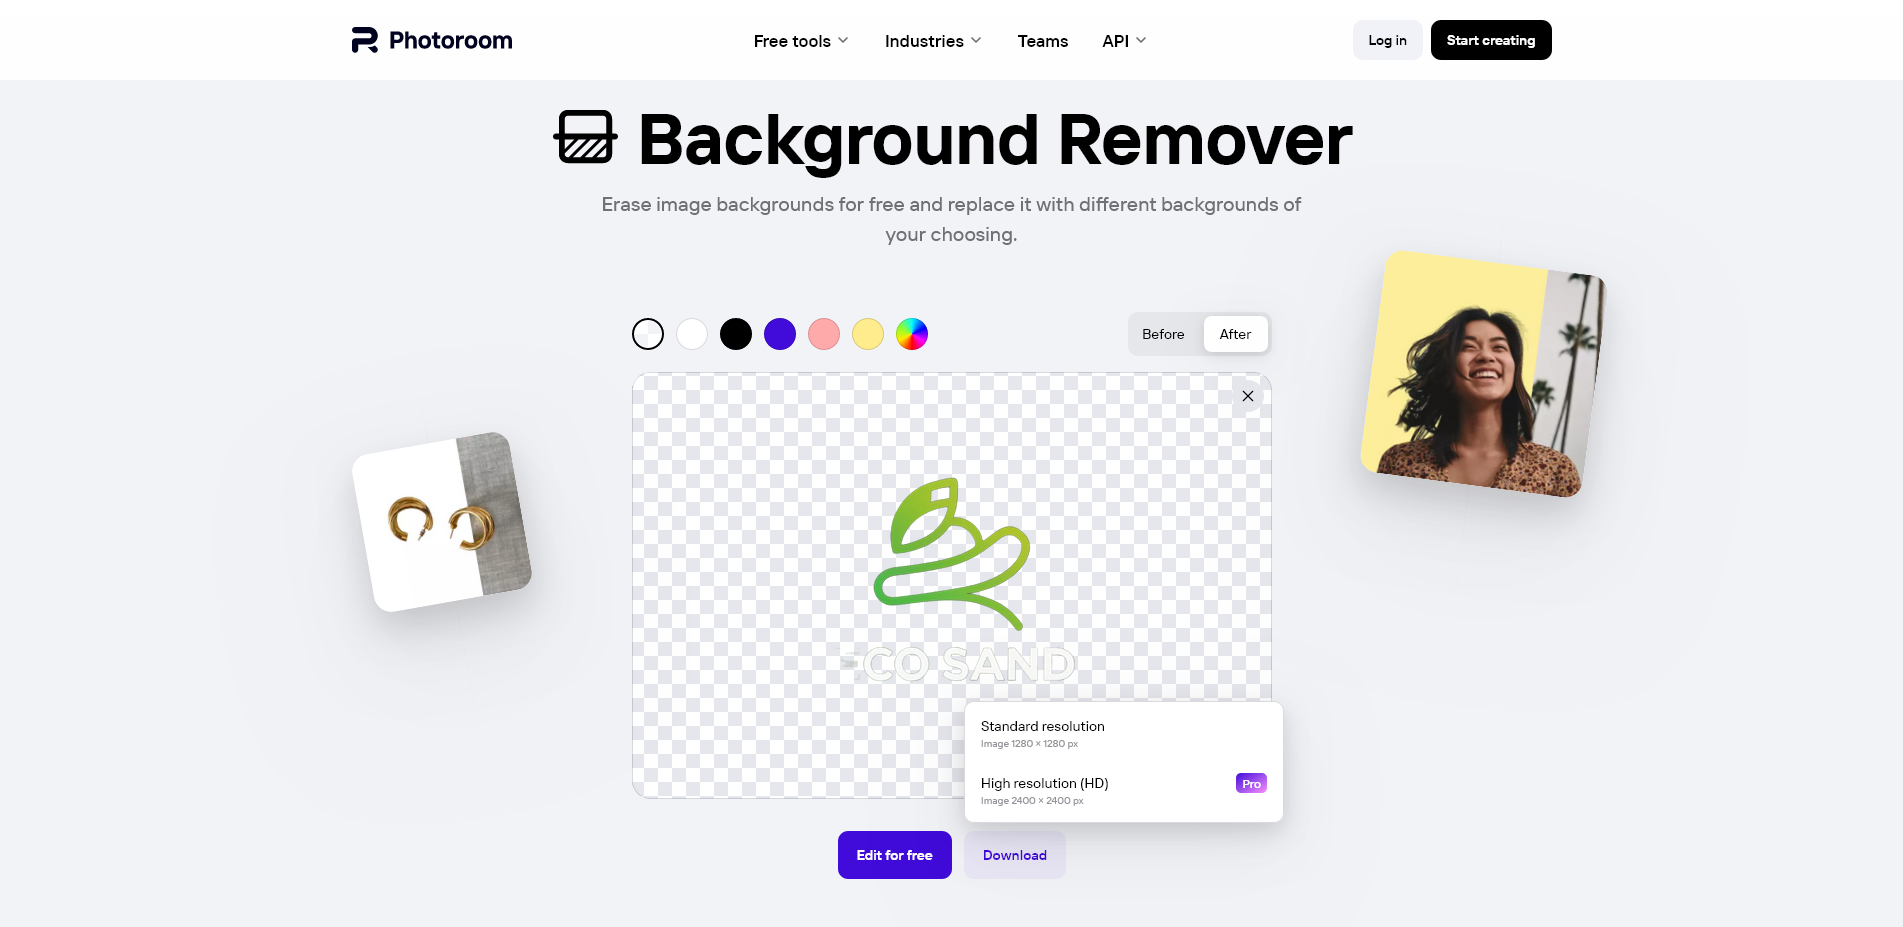 Photoroom
Free tools
Industries
Teams
API
Log in
Start creating
Background Remover
Erase image backgrounds for free and replace it with different backgrounds of
your choosing.
Before
After
ECO SAND
Standard resolution
Image 1280 × 1280 px
High resolution (HD)
Pro
Image 2400 × 2400 px
Edit for free
Download